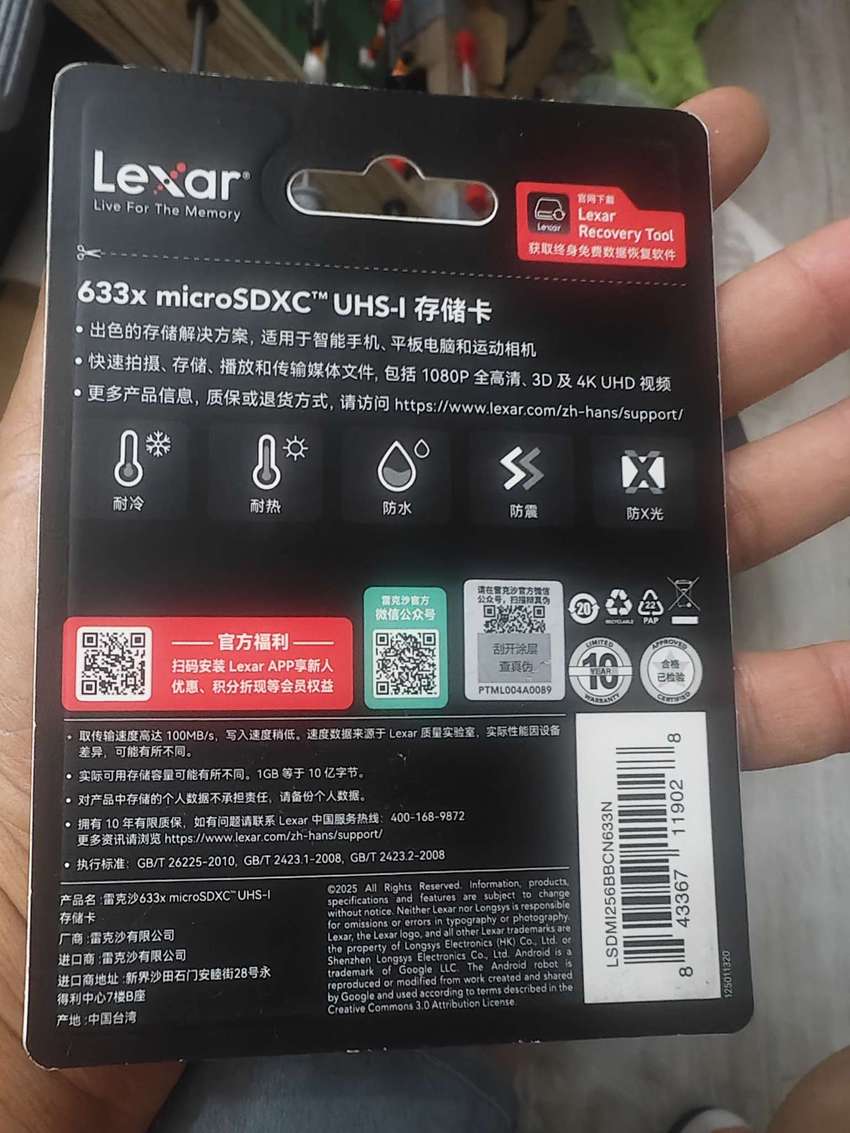 Lexar®
Live For The Memory
官网下载
Lexar
Recovery Tool
获取终身免费数据恢复软件
Lexar
633x microSDXC™ UHS-I 存储卡
• 出色的存储解决方案, 适用于智能手机、平板电脑和运动相机
• 快速拍摄、存储、播放和传输媒体文件, 包括 1080P 全高清、3D 及 4K UHD 视频
• 更多产品信息, 质保或退货方式, 请访问 https://www.lexar.com/zh-hans/support/
耐冷
耐热
防水
防震
防X光
官方福利
扫码安装 Lexar APP享新人
优惠、积分折现等会员权益
雷克沙官方
微信公众号
请在雷克沙官方微信
公众号, 扫描辩真伪
刮开涂层
查真伪
PTML004A0089
20
RECYCLABLE
22
PAP
LIMITED
10
YEAR
WARRANTY
APPROVED
合格
已检验
CERTIFIED
• 取传输速度高达 100MB/s, 写入速度稍低。速度数据来源于 Lexar 质量实验室, 实际性能因设备
差异, 可能有所不同。
• 实际可用存储容量可能有所不同。1GB 等于 10 亿字节。
• 对产品中存储的个人数据不承担责任, 请备份个人数据。
• 拥有 10 年有限质保, 如有问题请联系 Lexar 中国服务热线: 400-168-9872
更多资讯请浏览 https://www.lexar.com/zh-hans/support/
• 执行标准: GB/T 26225-2010, GB/T 2423.1-2008, GB/T 2423.2-2008
产品名 :雷克沙633x microSDXC™UHS-I
存储卡
厂商 :雷克沙有限公司
进口商 :雷克沙有限公司
进口商地址 :新界沙田石门安睦街28号永
得利中心7楼B座
产地 :中国台湾
©2025 All Rights Reserved. Information, products,
specifications and features are subject to change
without notice. Neither Lexar nor Longsys is responsible
for omissions or errors in typography or photography.
Lexar, the Lexar logo, and all other Lexar trademarks are
the property of Longsys Electronics (HK) Co., Ltd. or
Shenzhen Longsys Electronics Co., Ltd. Android is a
trademark of Google LLC. The Android robot is
reproduced or modified from work created and shared
by Google and used according to terms described in the
Creative Commons 3.0 Attribution License.
LSDMI256BBCN633N
8 43367 11902 8
125011320